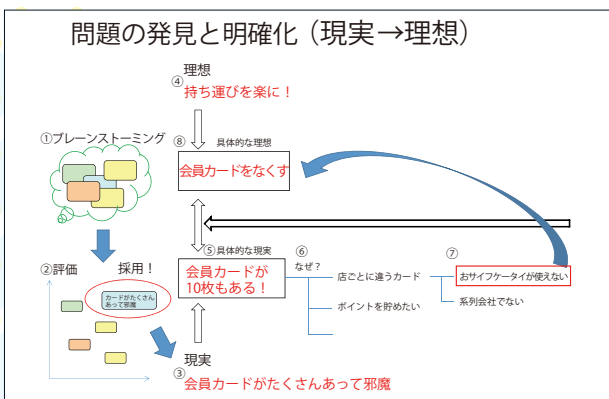 問題の発見と明確化（現実→理想）
理想
④
持ち運びを楽に！
①ブレーンストーミング
⑧
具体的な理想
会員カードをなくす
⑤具体的な現実
会員カードが
10枚もある！
⑥
なぜ？
店ごとに違うカード
ポイントを貯めたい
⑦
おサイフケータイが使えない
系列会社でない
②評価
採用！
カードがたくさん
あって邪魔
現実
③
会員カードがたくさんあって邪魔